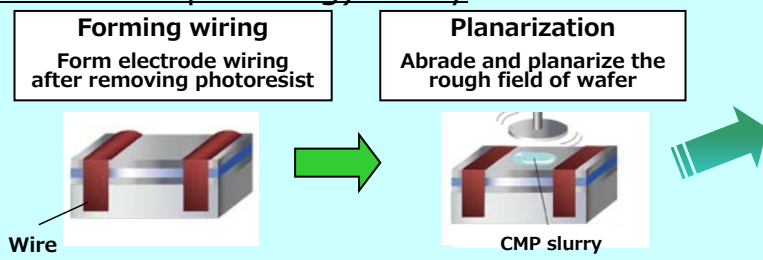 Forming wiring
Form electrode wiring
after removing photoresist
Planarization
Abrade and planarize the
rough field of wafer
Wire
CMP slurry